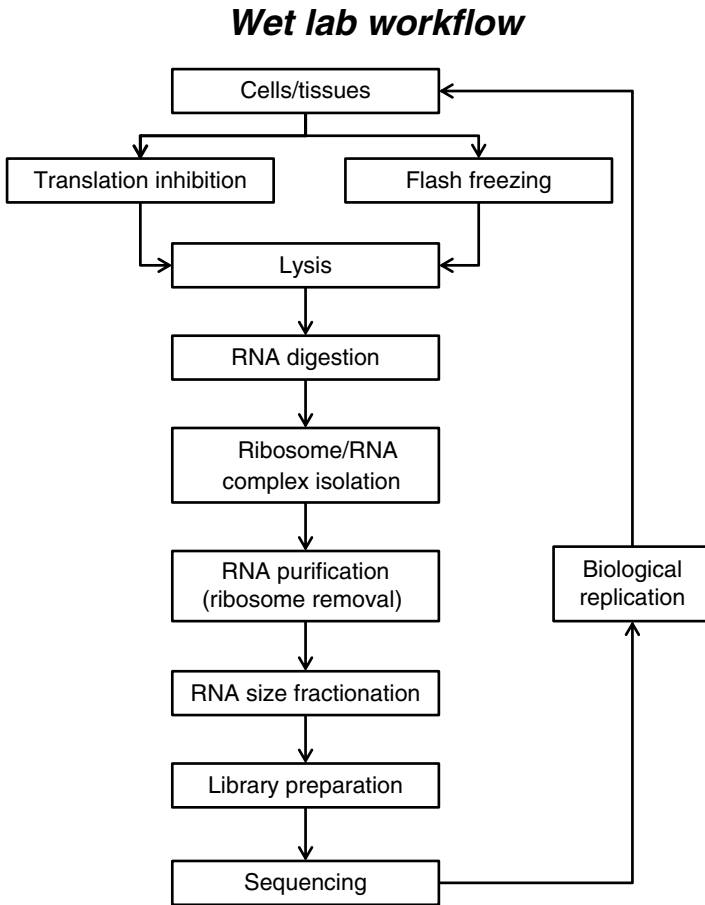 Wet lab workflow
Cells/tissues
Translation inhibition
Flash freezing
Lysis
RNA digestion
Ribosome/RNA
complex isolation
RNA purification
(ribosome removal)
Biological
replication
RNA size fractionation
Library preparation
Sequencing